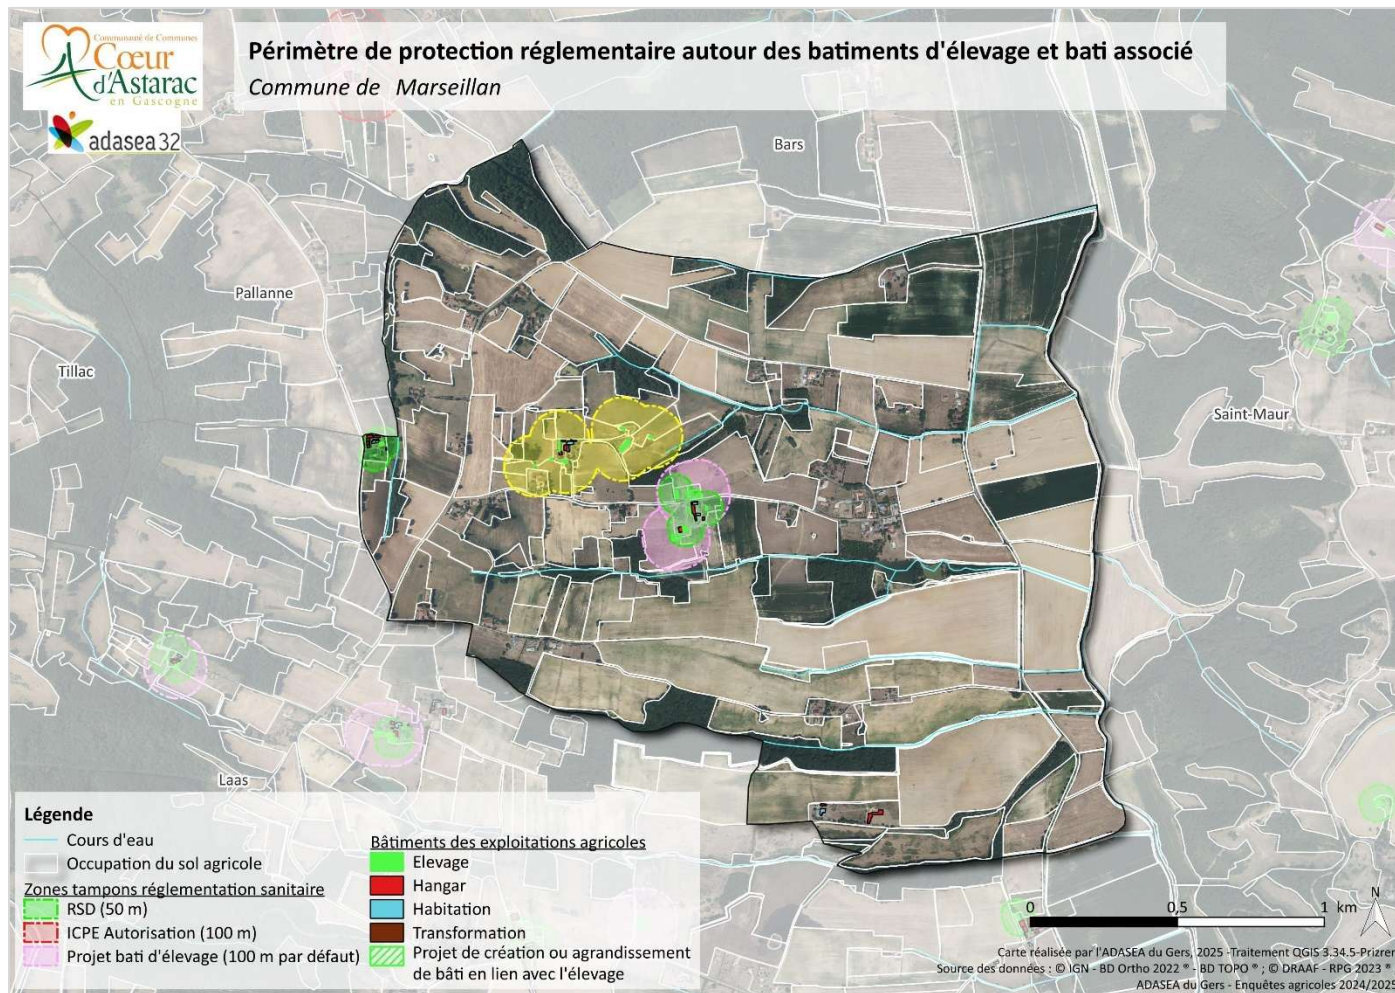 Communauté de Communes
Cœur
d'Astarac
en Gascogne
adasea32
Périmètre de protection réglementaire autour des batiments d'élevage et bati associé
Commune de Marseillan
Bars
Pallanne
Tillac
Saint-Maur
Laas
Légende
Cours d'eau
Occupation du sol agricole
Zones tampons réglementation sanitaire
RSD (50 m)
ICPE Autorisation (100 m)
Projet bati d'élevage (100 m par défaut)
Bâtiments des exploitations agricoles
Elevage
Hangar
Habitation
Transformation
Projet de création ou agrandissement
de bâti en lien avec l'élevage
0 0,5 1 km
N
Carte réalisée par l'ADASEA du Gers, 2025 -Traitement QGIS 3.34.5-Prizren
Source des données : © IGN - BD Ortho 2022 ® - BD TOPO ® ; © DRAAF - RPG 2023 ®
ADASEA du Gers - Enquêtes agricoles 2024/2025